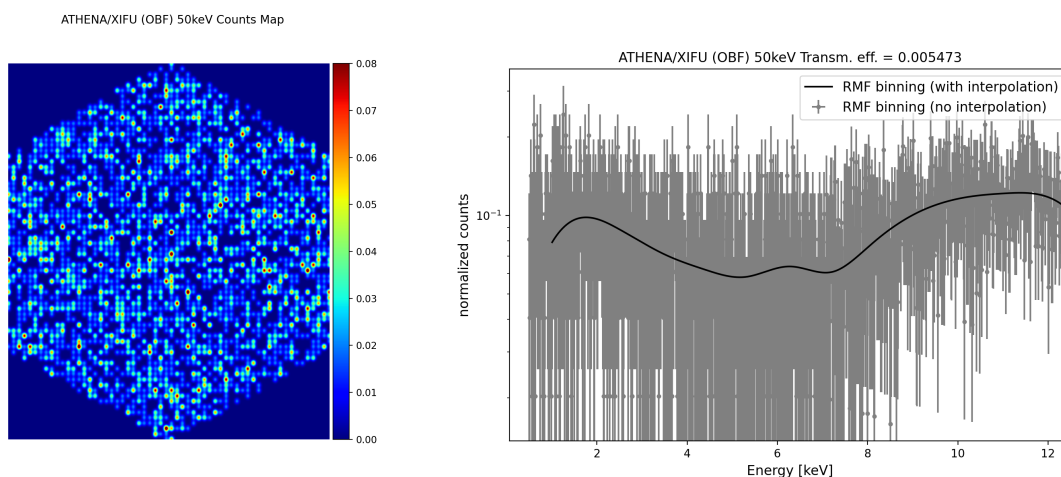 ATHENA/XIFU (OBF) 50keV Counts Map
0.08
0.07
0.06
0.05
0.04
0.03
0.02
0.01
0.00
ATHENA/XIFU (OBF) 50keV Transm. eff. = 0.005473
RMF binning (with interpolation)
RMF binning (no interpolation)
normalized counts
10⁻¹
2 4 6 8 10 12
Energy [keV]